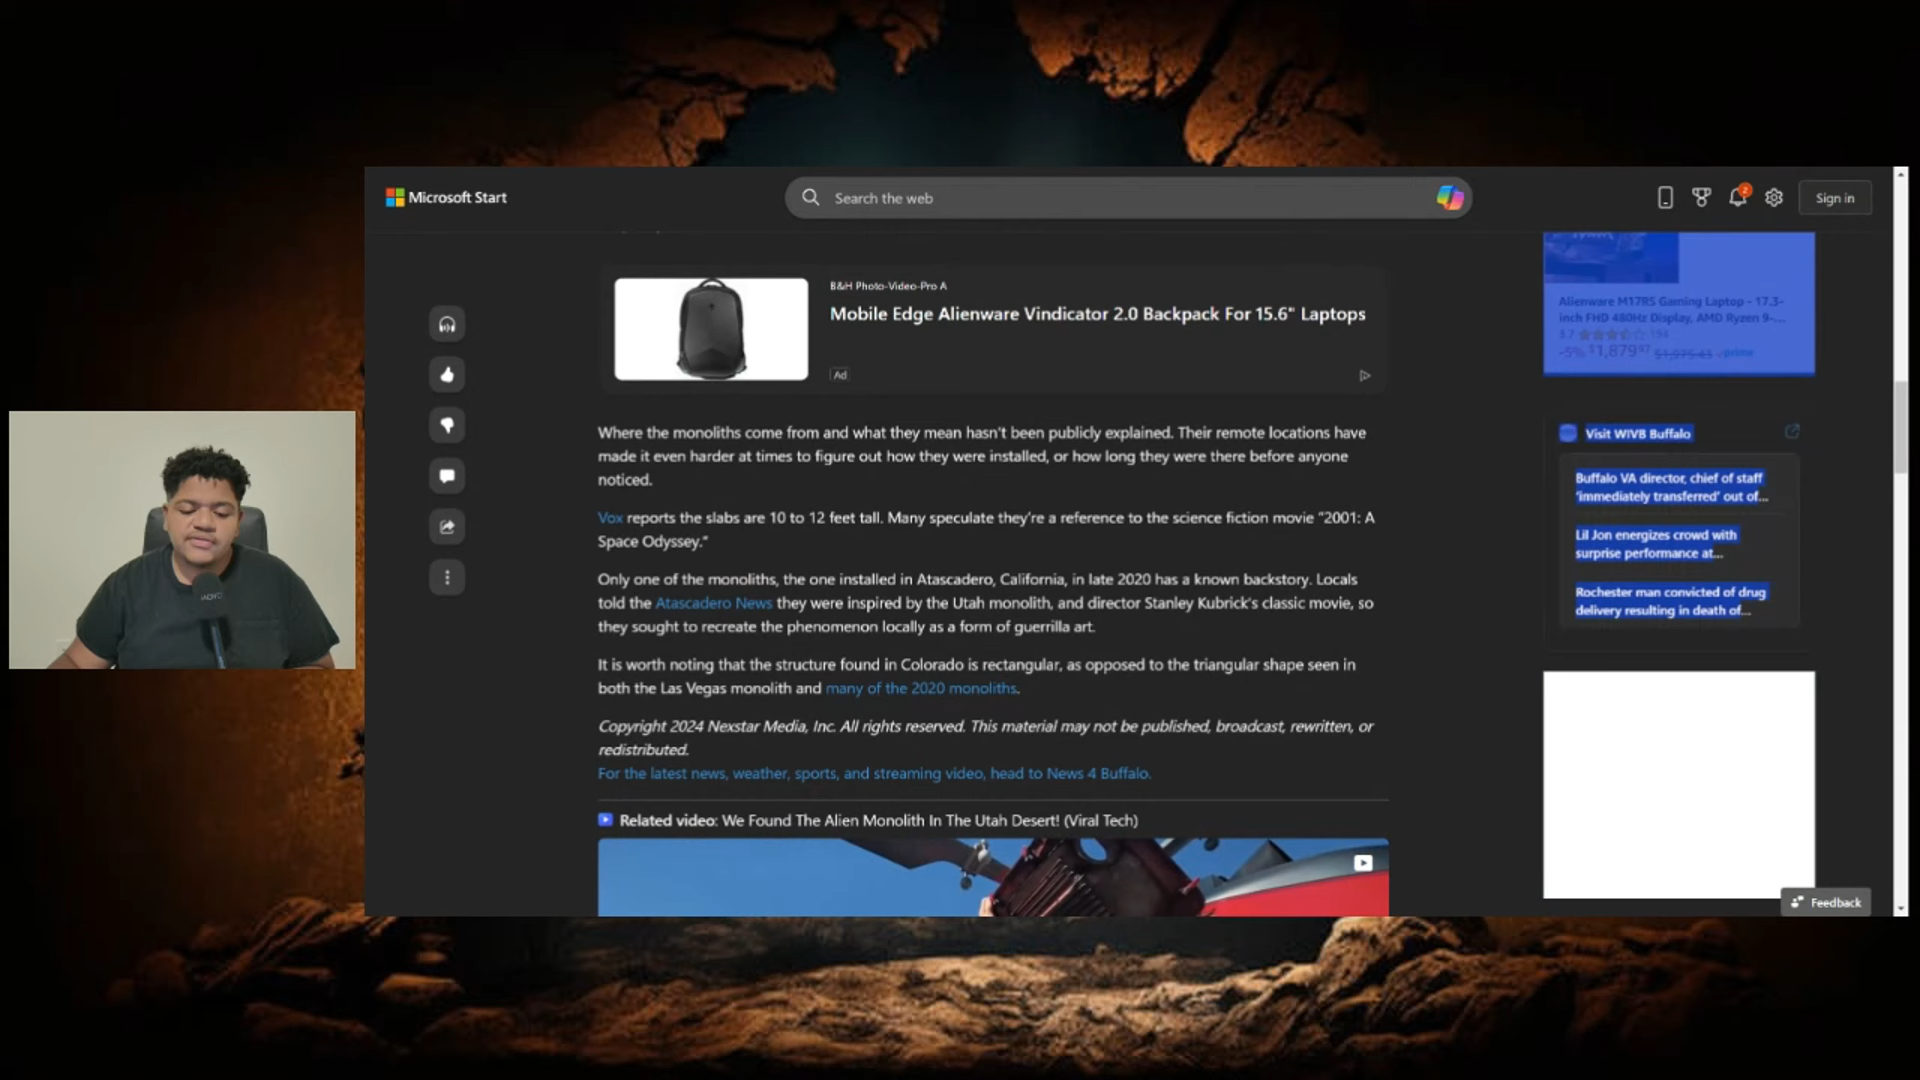 Microsoft Start
Search the web
2
Sign in
B&H Photo-Video-Pro A
Mobile Edge Alienware Vindicator 2.0 Backpack For 15.6" Laptops
Ad
Alienware M17R5 Gaming Laptop - 17.3-
inch FHD 480Hz Display, AMD Ryzen 9-...
3.7
194
-5% $1,879
prime
Where the monoliths come from and what they mean hasn't been publicly explained. Their remote locations have
made it even harder at times to figure out how they were installed, or how long they were there before anyone
noticed.
Vox reports the slabs are 10 to 12 feet tall. Many speculate they're a reference to the science fiction movie “2001: A
Space Odyssey.”
Only one of the monoliths, the one installed in Atascadero, California, in late 2020 has a known backstory. Locals
told the Atascadero News they were inspired by the Utah monolith, and director Stanley Kubrick's classic movie, so
they sought to recreate the phenomenon locally as a form of guerrilla art.
It is worth noting that the structure found in Colorado is rectangular, as opposed to the triangular shape seen in
both the Las Vegas monolith and many of the 2020 monoliths.
Copyright 2024 Nexstar Media, Inc. All rights reserved. This material may not be published, broadcast, rewritten, or
redistributed.
For the latest news, weather, sports, and streaming video, head to News 4 Buffalo.
Related video: We Found The Alien Monolith In The Utah Desert! (Viral Tech)
Visit WIVB Buffalo
Buffalo VA director, chief of staff
'immediately transferred' out of...
Lil Jon energizes crowd with
surprise performance at...
Rochester man convicted of drug
delivery resulting in death of...
Feedback